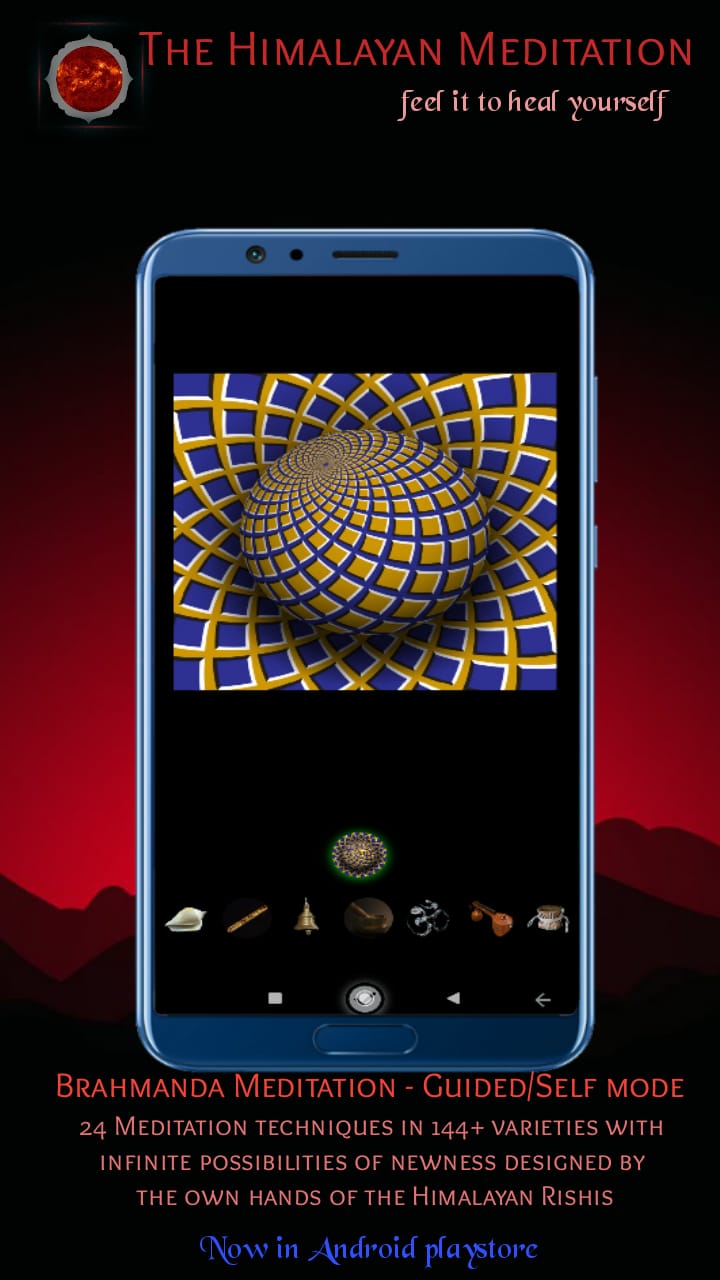 The Himalayan Meditation
feel it to heal yourself
Brahmanda Meditation - Guided/Self mode
24 Meditation techniques in 144+ varieties with
infinite possibilities of newness designed by
the own hands of the Himalayan Rishis
Now in Android playstore